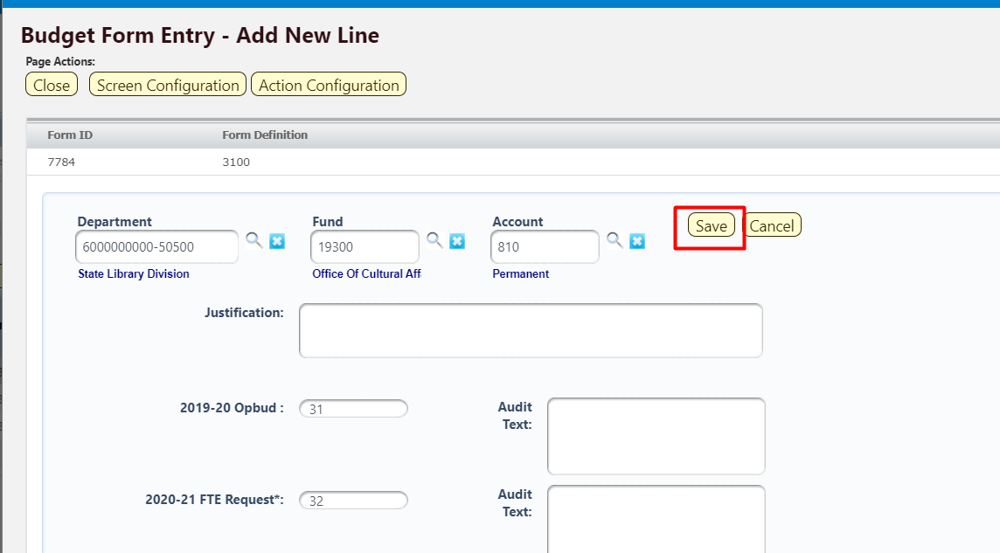 Budget Form Entry - Add New Line
Page Actions:
Close Screen Configuration Action Configuration
Form ID Form Definition
7784 3100
Department Fund Account
6000000000-50500 19300 810 Save Cancel
State Library Division Office Of Cultural Aff Permanent
Justification:
2019-20 Opbud : 31 Audit
Text:
2020-21 FTE Request*: 32 Audit
Text: